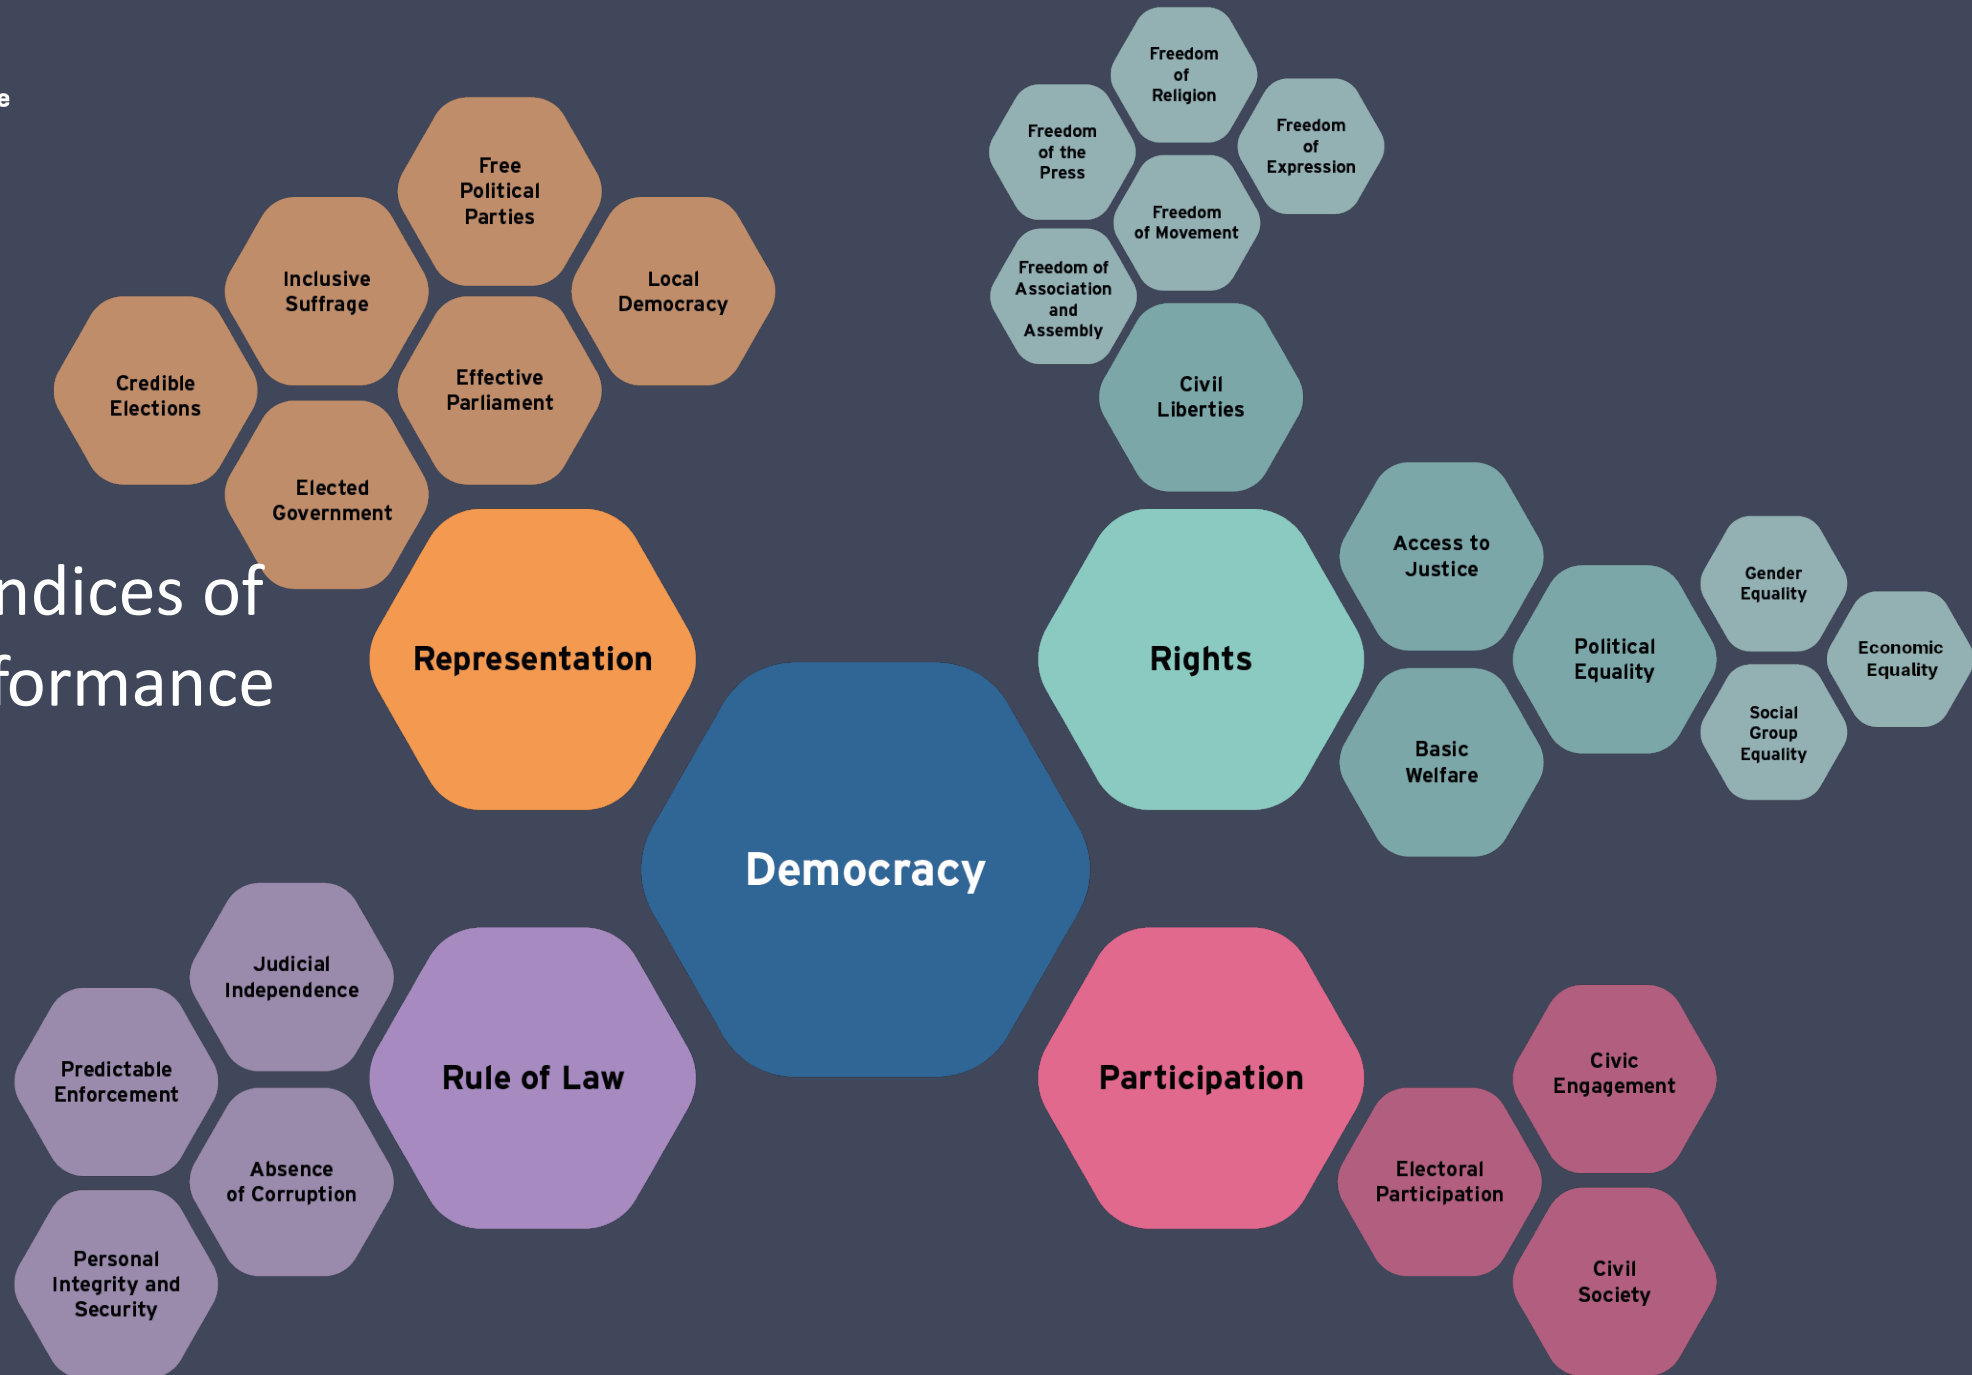 e
ndices of
formance
Free
Political
Parties
Inclusive
Suffrage
Local
Democracy
Credible
Elections
Effective
Parliament
Elected
Government
Representation
Freedom
of
Religion
Freedom
of the
Press
Freedom
of
Expression
Freedom
of Movement
Freedom of
Association
and
Assembly
Civil
Liberties
Rights
Access to
Justice
Political
Equality
Basic
Welfare
Gender
Equality
Economic
Equality
Social
Group
Equality
Democracy
Judicial
Independence
Predictable
Enforcement
Rule of Law
Absence
of Corruption
Personal
Integrity and
Security
Participation
Civic
Engagement
Electoral
Participation
Civil
Society